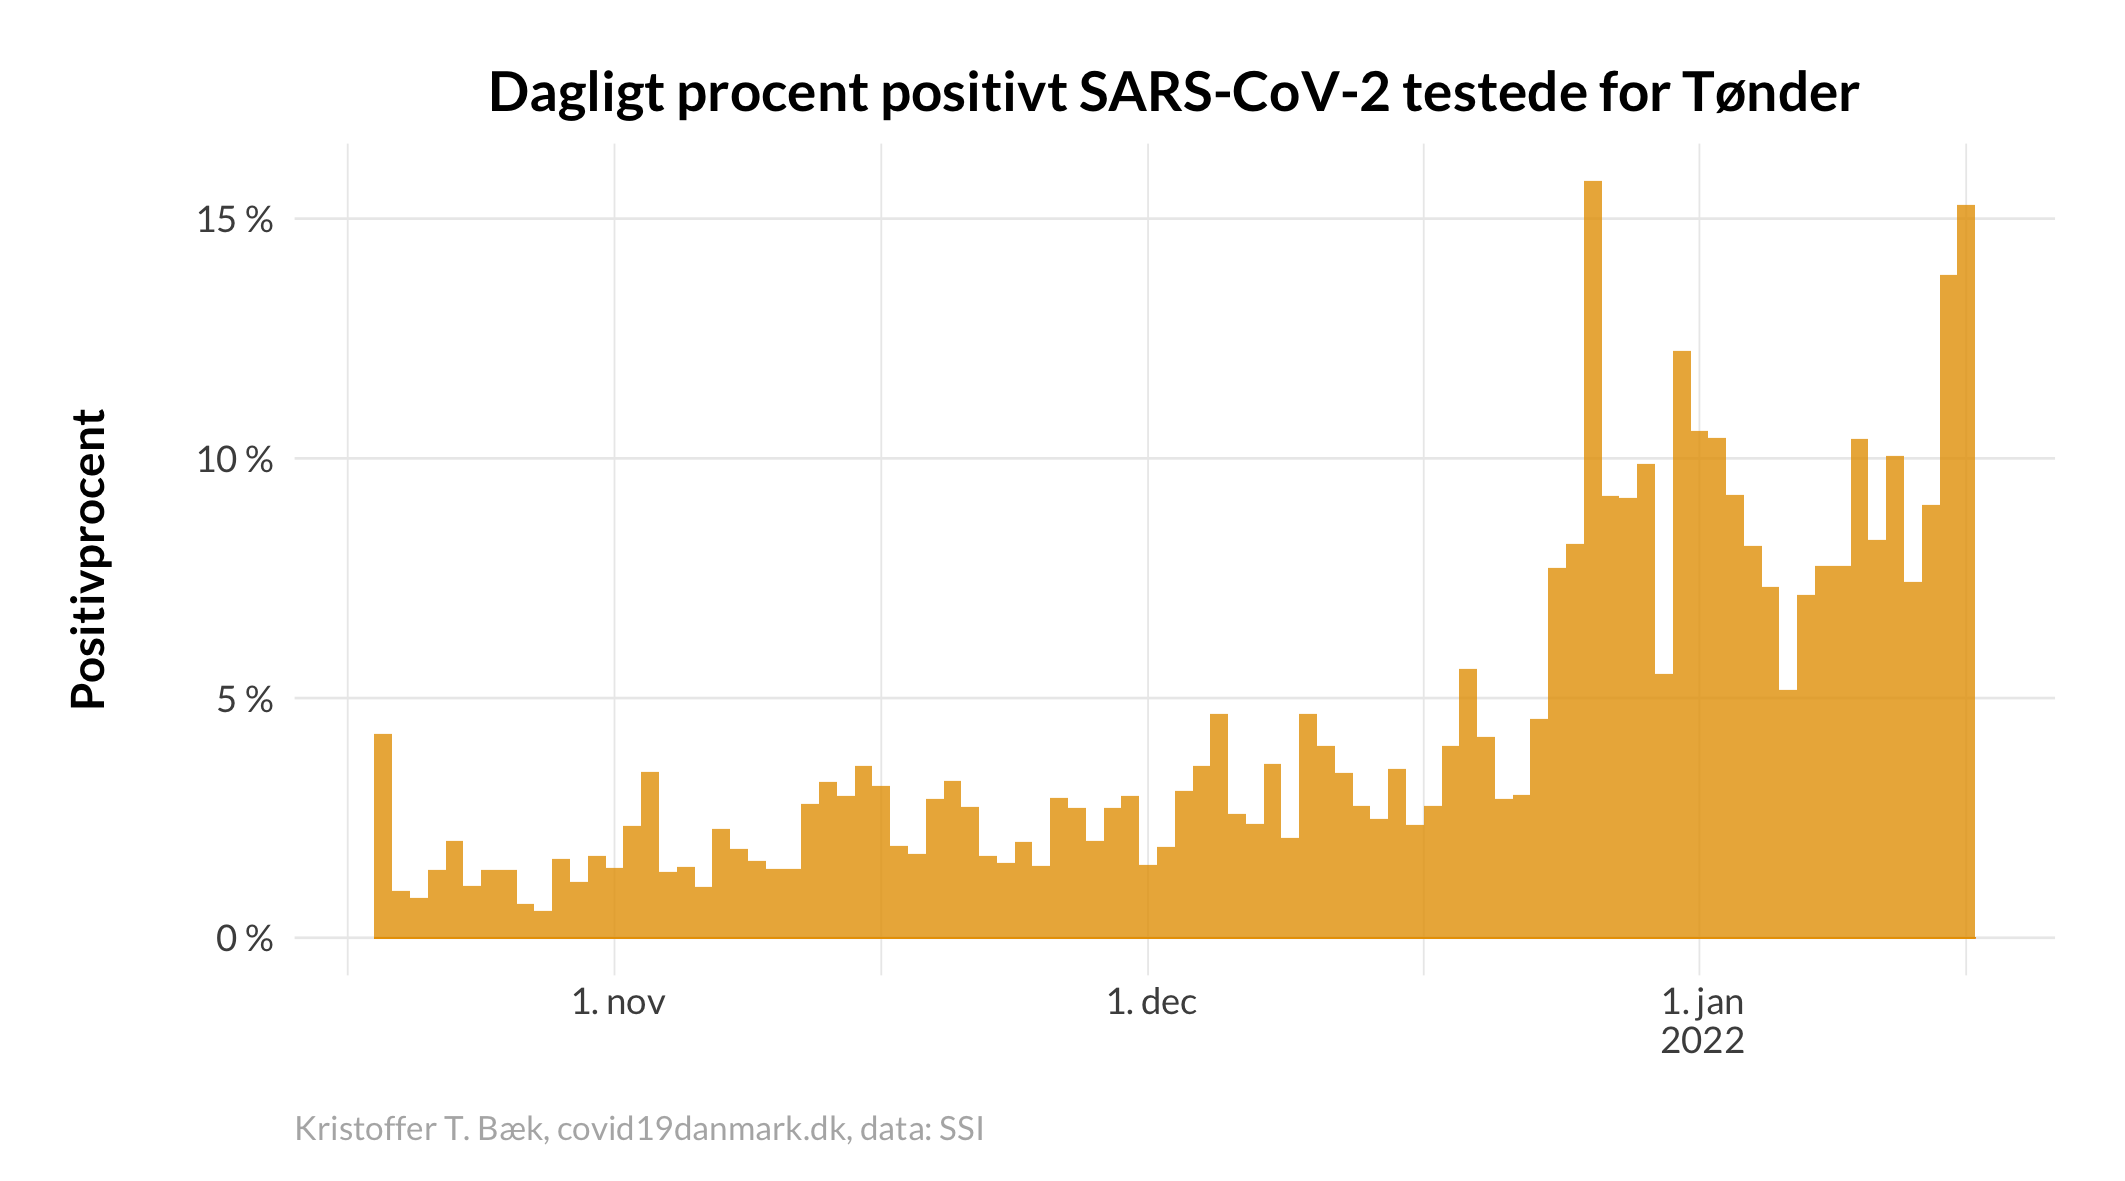 Dagligt procent positivt SARS-CoV-2 testede for Tønder
Positivprocent
15 %
10 %
5 %
0 %
1. nov
1. dec
1. jan
2022
Kristoffer T. Bæk, covid19danmark.dk, data: SSI